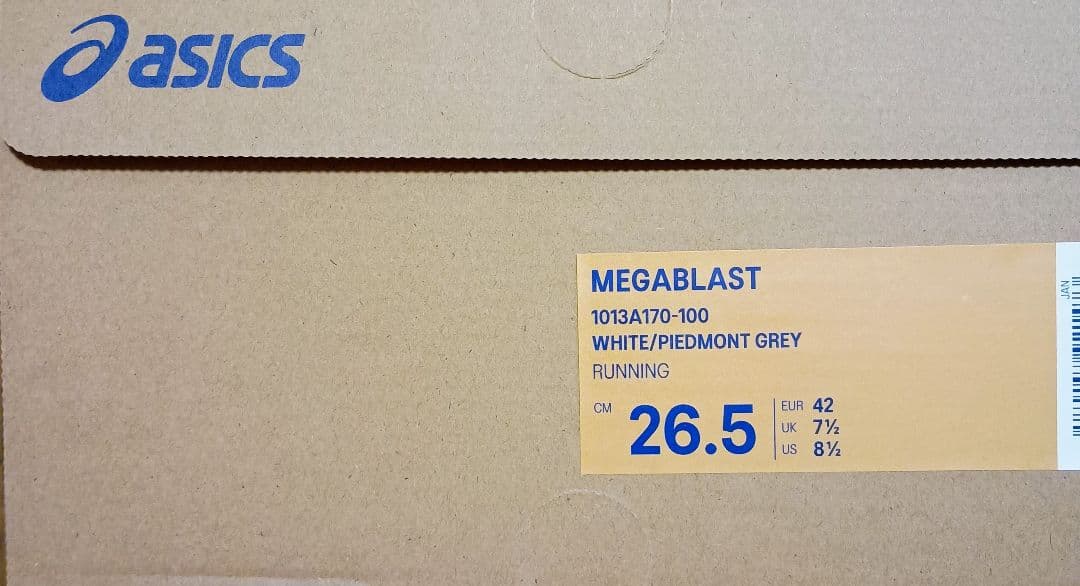 asics
MEGABLAST
1013A170-100
WHITE/PIEDMONT GREY
RUNNING
CM 26.5
EUR 42
UK 7½
US 8½
JAN